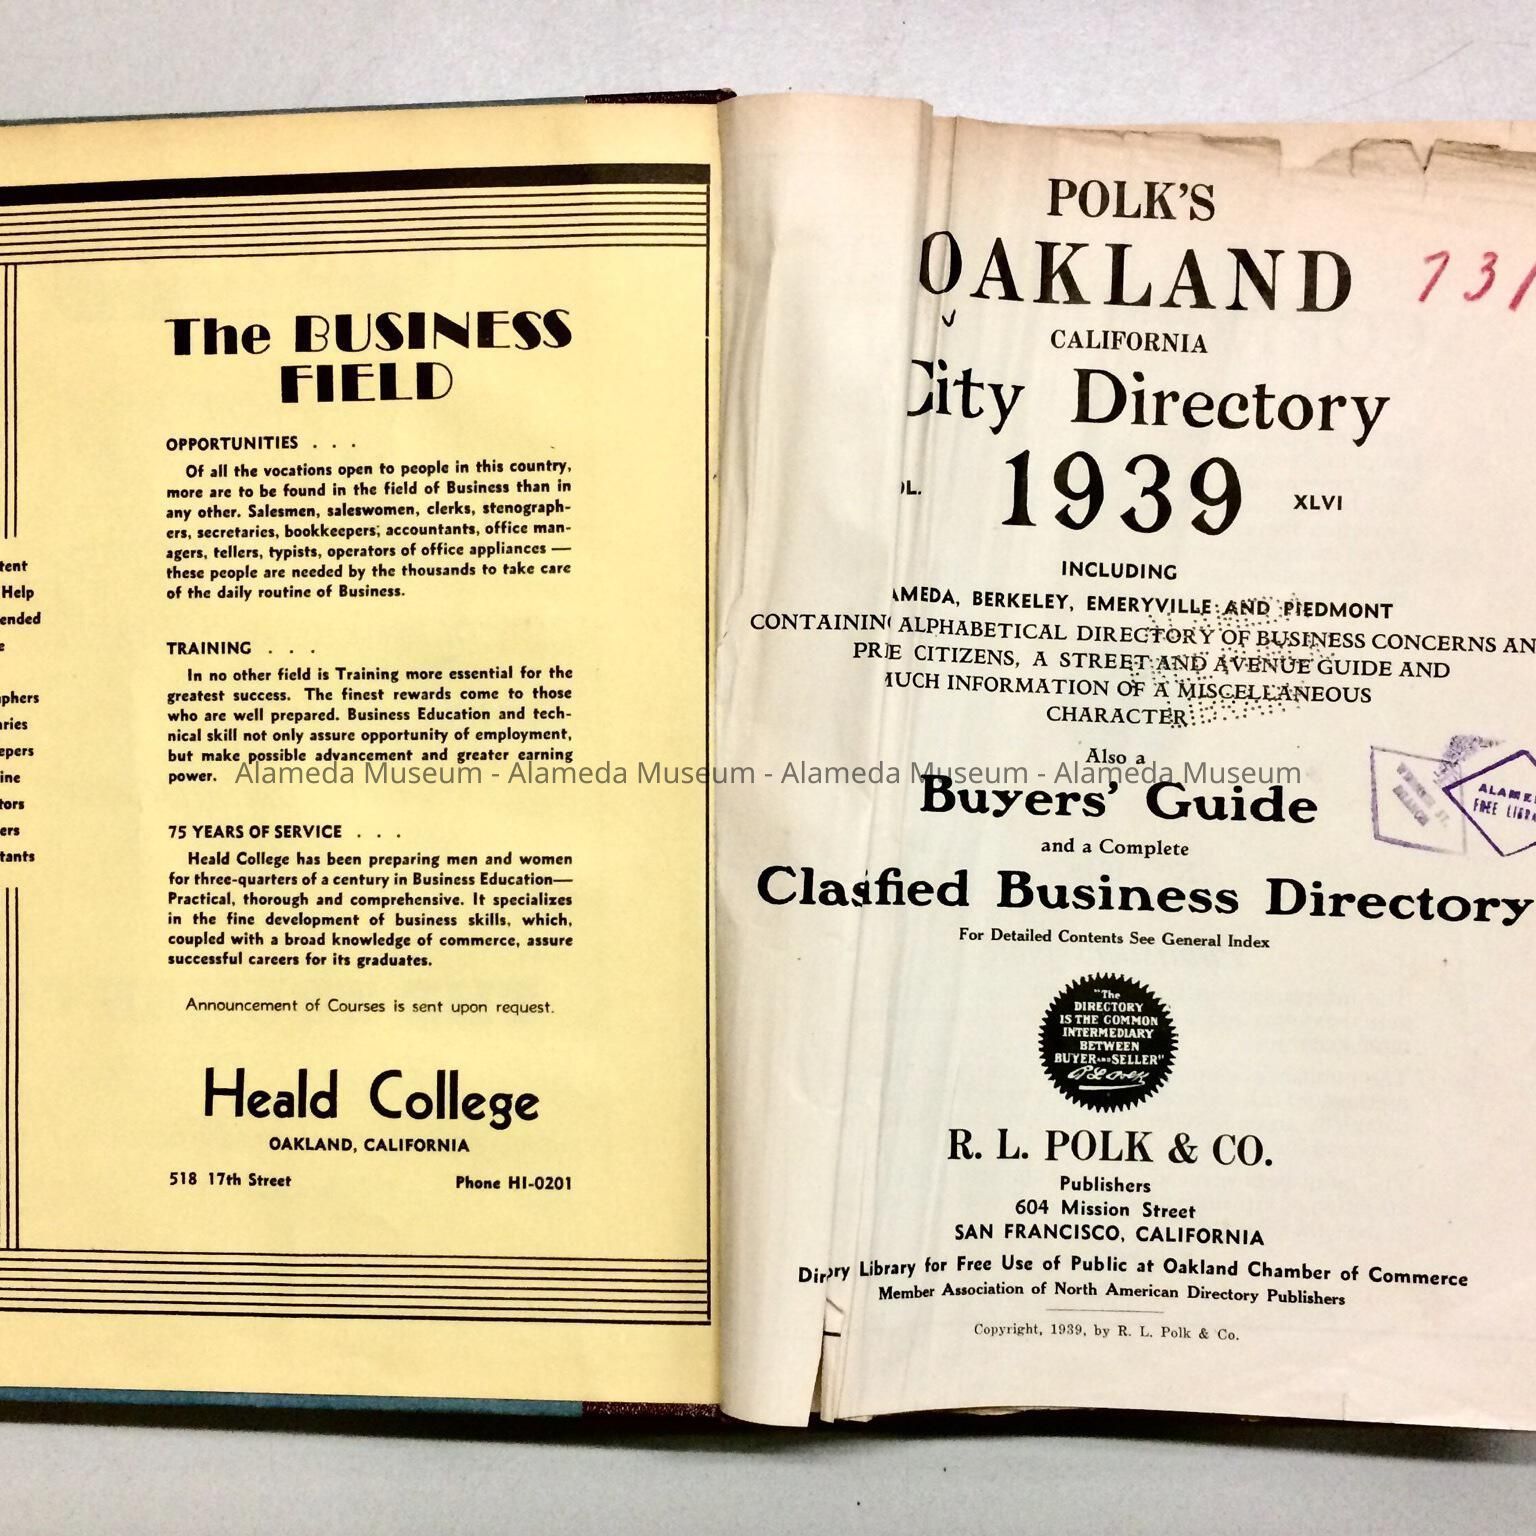 tent
Help
ended
e
phers
ries
epers
ine
tors
ers
tants
The BUSINESS
FIELD
OPPORTUNITIES . . .
Of all the vocations open to people in this country,
more are to be found in the field of Business than in
any other. Salesmen, saleswomen, clerks, stenograph-
ers, secretaries, bookkeepers, accountants, office man-
agers, tellers, typists, operators of office appliances —
these people are needed by the thousands to take care
of the daily routine of Business.
TRAINING . . .
In no other field is Training more essential for the
greatest success. The finest rewards come to those
who are well prepared. Business Education and tech-
nical skill not only assure opportunity of employment,
but make possible advancement and greater earning
power.
75 YEARS OF SERVICE . . .
Heald College has been preparing men and women
for three-quarters of a century in Business Education—
Practical, thorough and comprehensive. It specializes
in the fine development of business skills, which,
coupled with a broad knowledge of commerce, assure
successful careers for its graduates.
Announcement of Courses is sent upon request.
Heald College
OAKLAND, CALIFORNIA
518 17th Street Phone HI-0201
Alameda Museum - Alameda Museum - Alameda Museum - Alameda Museum
POLK'S
OAKLAND
731
CALIFORNIA
City Directory
OL. 1939 XLVI
INCLUDING
AMEDA, BERKELEY, EMERYVILLE AND PIEDMONT
CONTAININ ALPHABETICAL DIRECTORY OF BUSINESS CONCERNS AN
PRIE CITIZENS, A STREET AND AVENUE GUIDE AND
MUCH INFORMATION OF A MISCELLANEOUS
CHARACTER
Also a
Buyers' Guide
and a Complete
Clasified Business Directory
For Detailed Contents See General Index
ALAME
FREE LIBRA
"The
DIRECTORY
IS THE COMMON
INTERMEDIARY
BETWEEN
BUYER AND SELLER"
R L Polk
R. L. POLK & CO.
Publishers
604 Mission Street
SAN FRANCISCO, CALIFORNIA
Dirory Library for Free Use of Public at Oakland Chamber of Commerce
Member Association of North American Directory Publishers
Copyright, 1939, by R. L. Polk & Co.